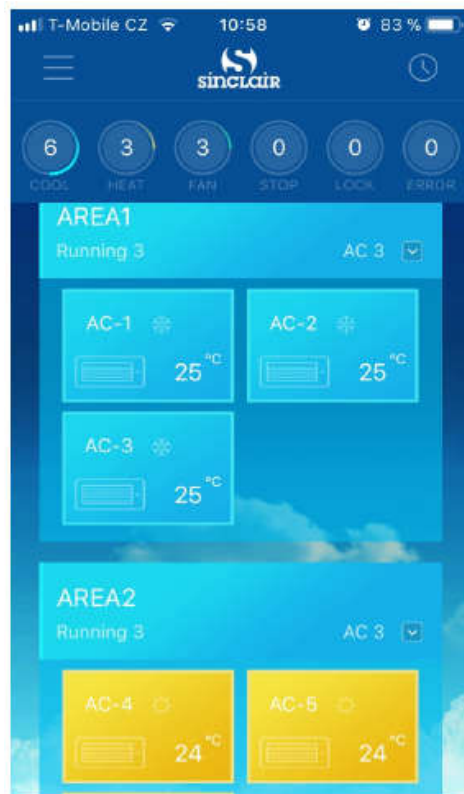 T-Mobile CZ 10:58 83 %
sinclair
6 3 3 0 0 0
COOL HEAT FAN STOP LOCK ERROR
AREA1
Running 3 AC 3
AC-1 AC-2
25 °C 25 °C
AC-3
25 °C
AREA2
Running 3 AC 3
AC-4 AC-5
24 °C 24 °C